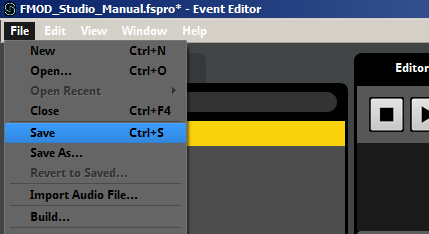 FMOD_Studio_Manual.fspro* - Event Editor
File Edit View Window Help
New Ctrl+N
Open... Ctrl+O
Open Recent
Close Ctrl+F4
Save Ctrl+S
Save As...
Revert to Saved...
Import Audio File...
Build...
Editor